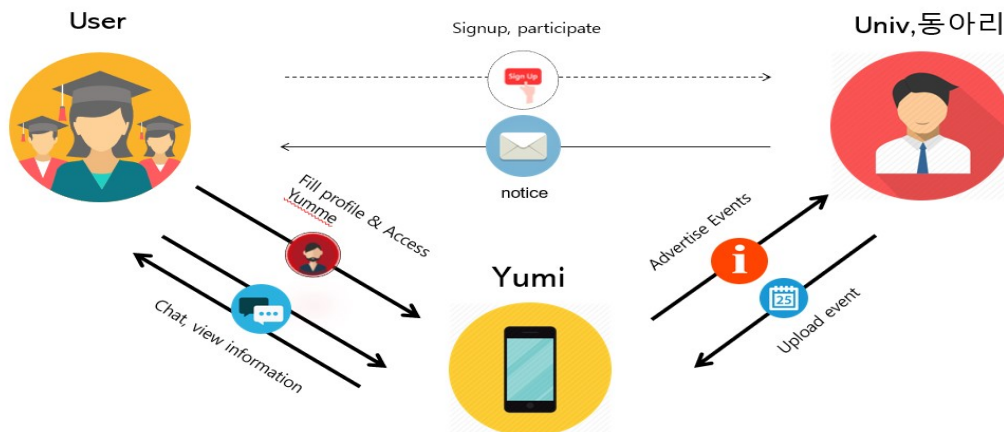 User
Univ,동아리
Signup, participate
Sign Up
notice
Fill profile & Access
Yumme
Advertise Events
Yumi
25
Chat, view information
Upload event